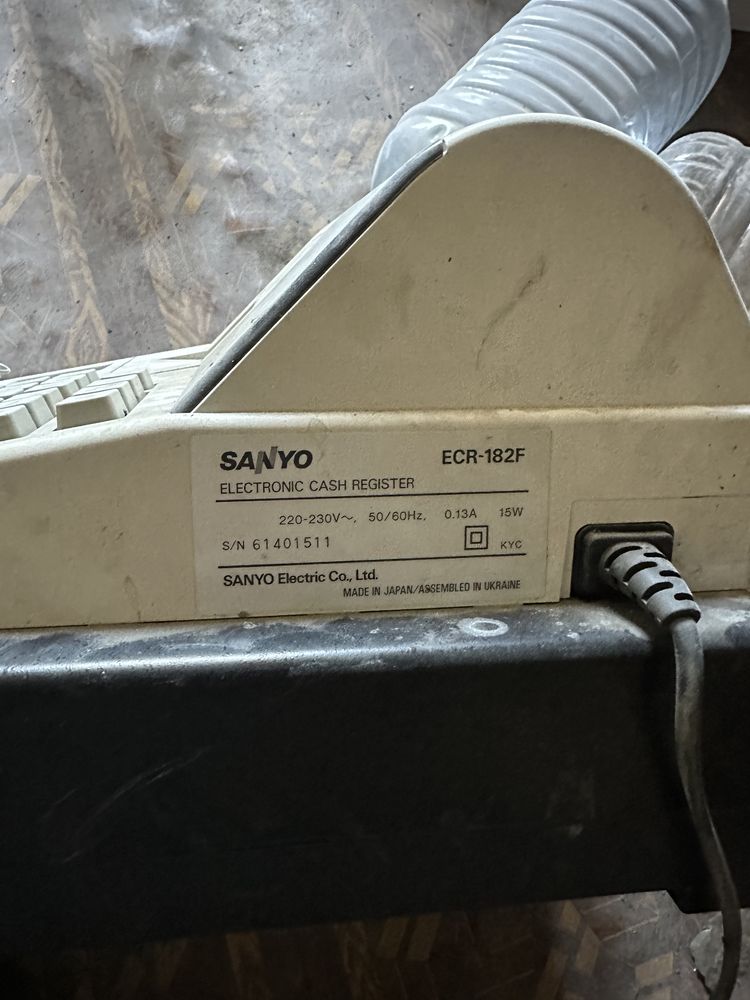 SANYO ECR-182F
ELECTRONIC CASH REGISTER
220-230V~, 50/60Hz, 0.13A 15W
S/N 61401511 KYC
SANYO Electric Co., Ltd.
MADE IN JAPAN/ASSEMBLED IN UKRAINE